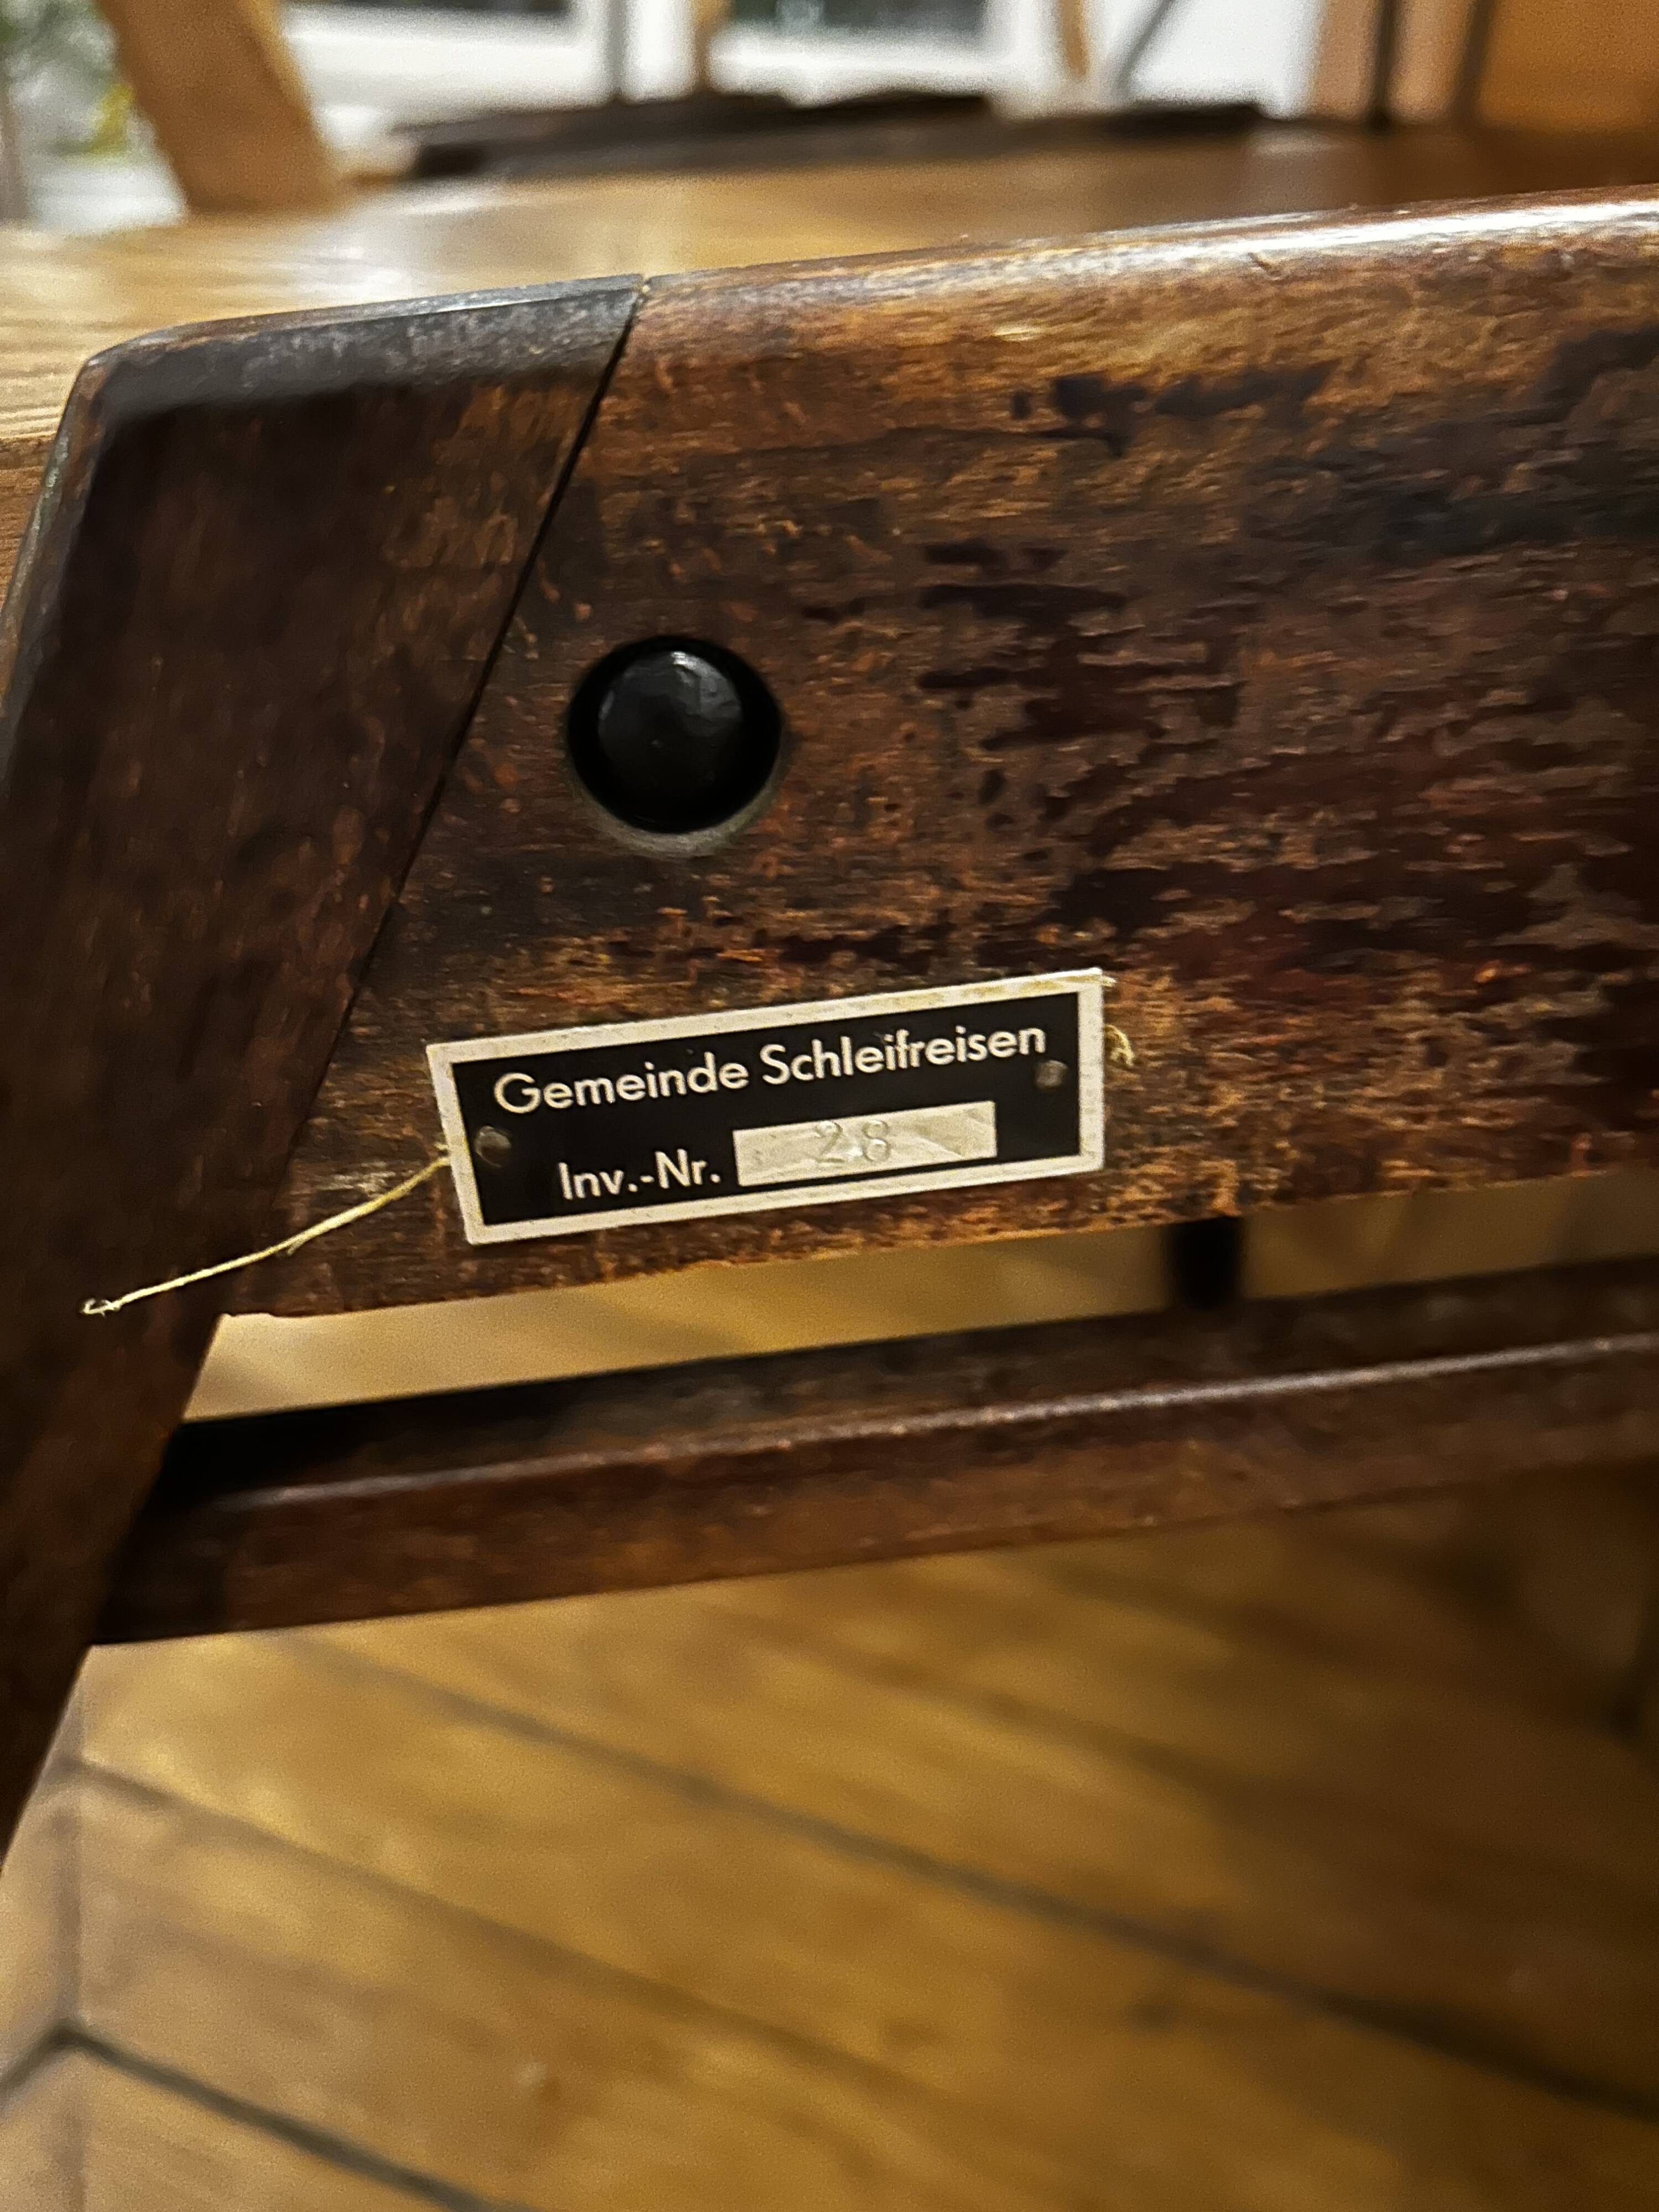 Gemeinde Schleifreisen
Inv.-Nr. 28